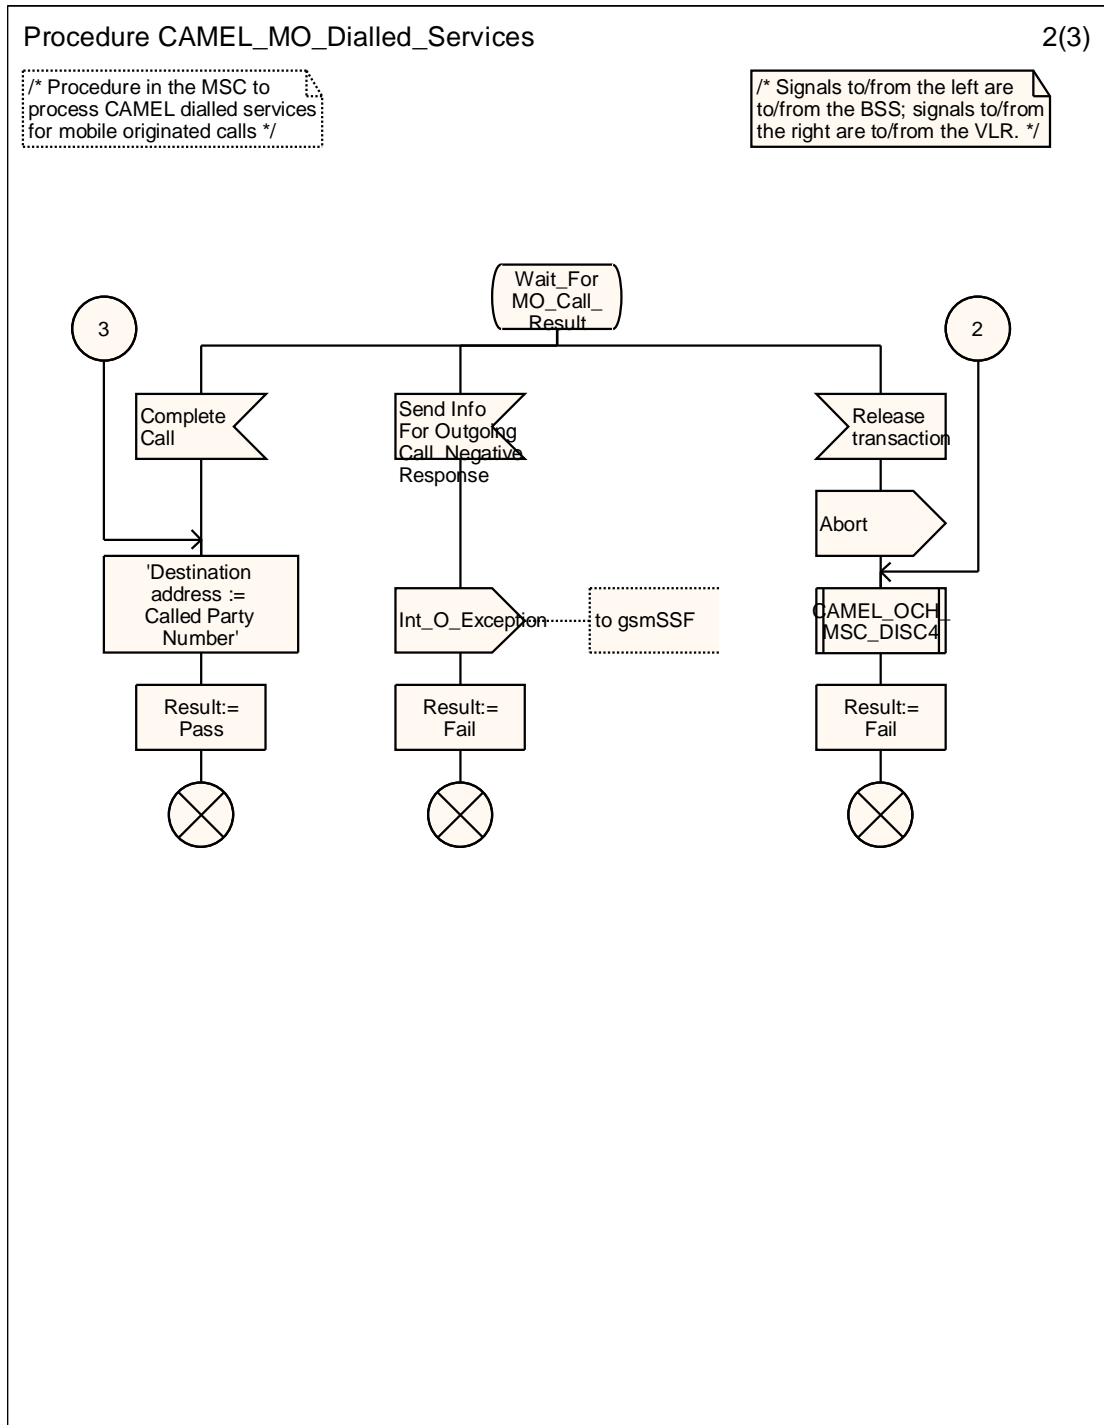 Procedure CAMEL_MO_Dialled_Services
2(3)
/* Procedure in the MSC to
process CAMEL dialled services
for mobile originated calls */
/* Signals to/from the left are
to/from the BSS; signals to/from
the right are to/from the VLR. */
Wait_For
MO_Call_
Result
3
2
Complete
Call
Send Info
For Outgoing
Call Negative
Response
Release
transaction
Abort
'Destination
address :=
Called Party
Number'
Int_O_Exception
to gsmSSF
CAMEL_OCH_
MSC_DISC4
Result:=
Pass
Result:=
Fail
Result:=
Fail